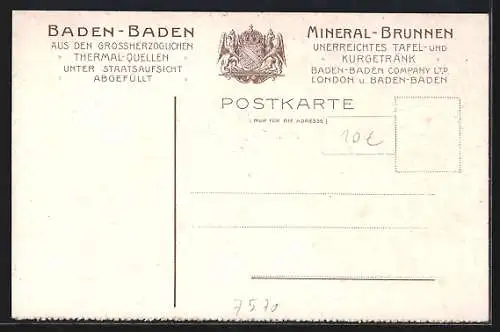 BADEN-BADEN
AUS DEN GROSSHERZOGLICHEN
THERMAL-QUELLEN
UNTER STAATSAUFSICHT
ABGEFÜLLT
MINERAL-BRUNNEN
UNERREICHTES TAFEL- UND
KURGETRÄNK
BADEN-BADEN COMPANY LTD.
LONDON u BADEN-BADEN
POSTKARTE
(NUR FÜR DIE ADRESSE)
10€
7570